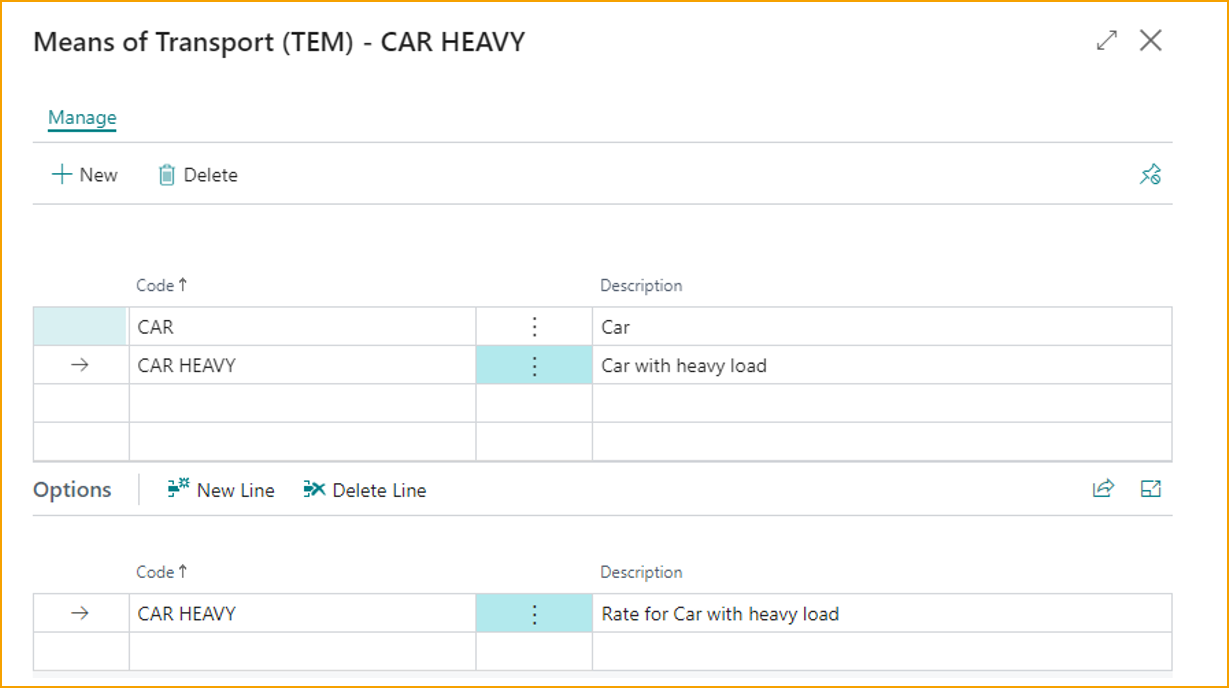 Means of Transport (TEM) - CAR HEAVY
Manage
New Delete
Code↑ Description
CAR Car
CAR HEAVY Car with heavy load
Options New Line Delete Line
Code↑ Description
CAR HEAVY Rate for Car with heavy load